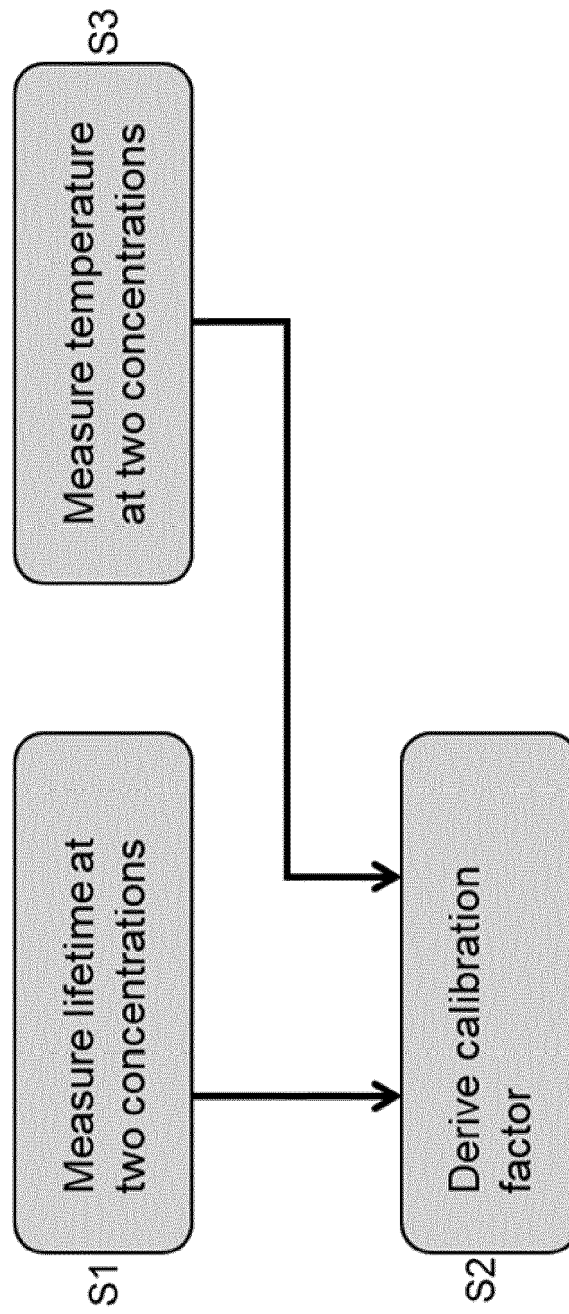 S1
Measure lifetime at
two concentrations
Measure temperature
at two concentrations
S3
S2
Derive calibration
factor